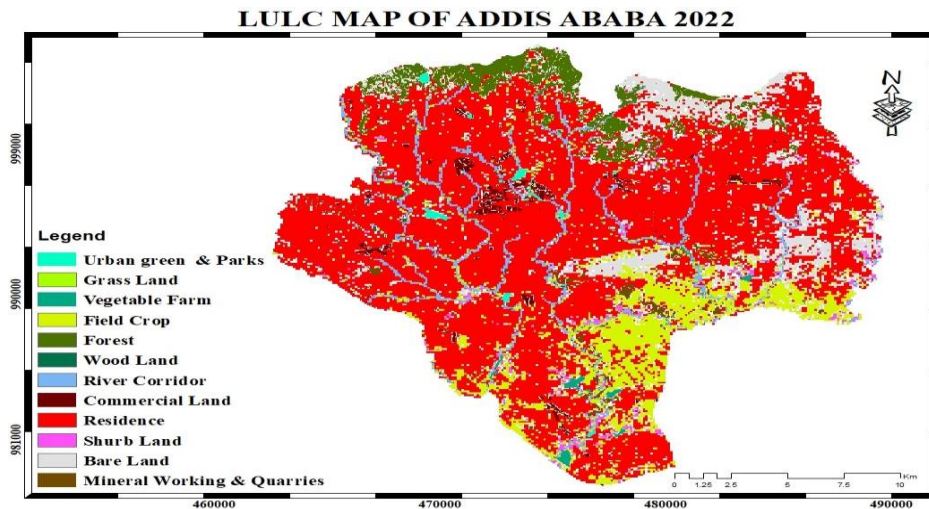 LULC MAP OF ADDIS ABABA 2022
N
999000
990000
981000
Legend
Urban green & Parks
Grass Land
Vegetable Farm
Field Crop
Forest
Wood Land
River Corridor
Commercial Land
Residence
Shurb Land
Bare Land
Mineral Working & Quarries
Km
0 1.25 2.5 5 7.5 10
460000 470000 480000 490000